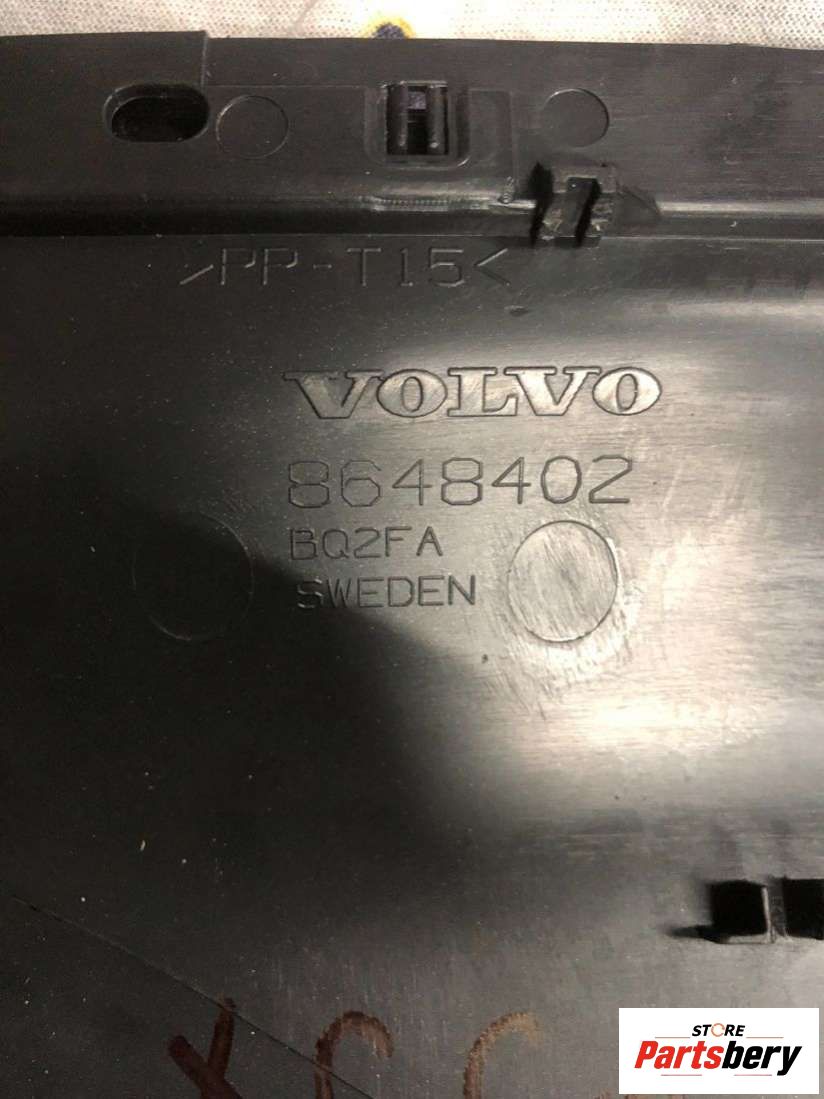 >PP-T15<
VOLVO
8648402
BQ2FA
SWEDEN
STORE
Partsbery